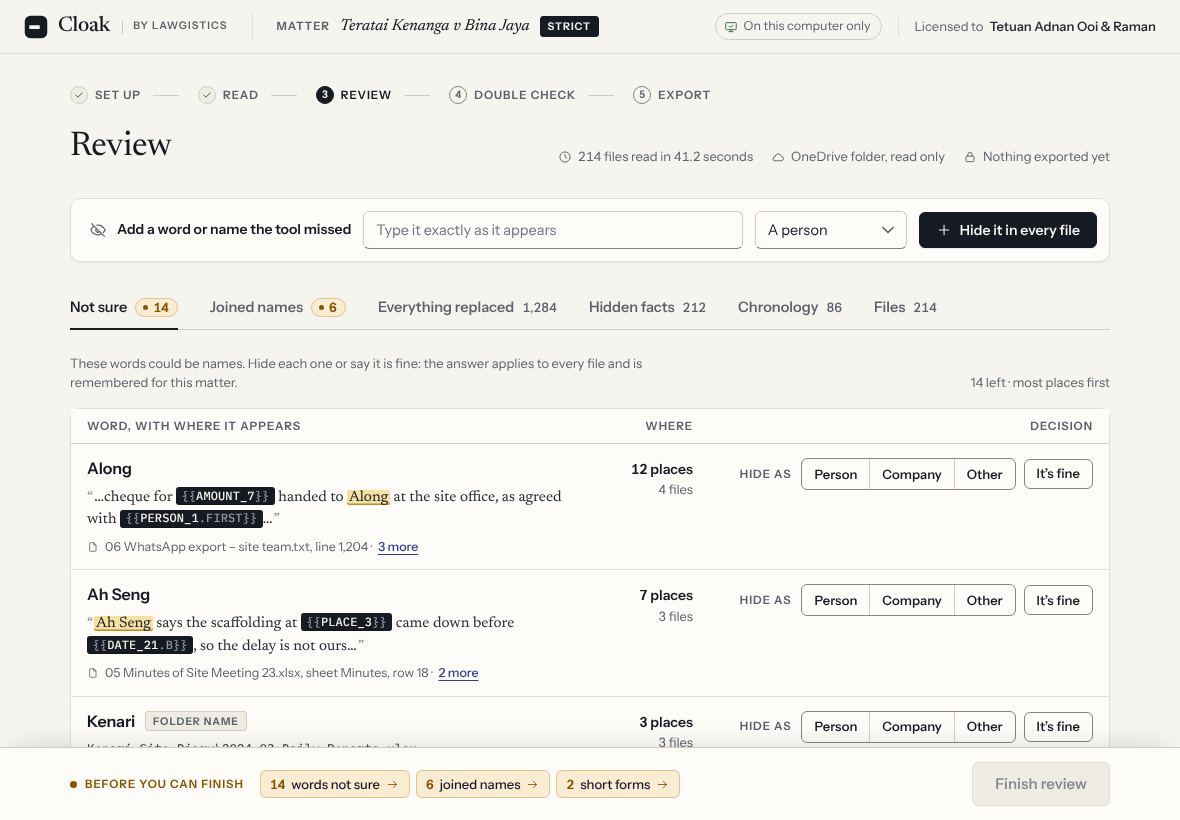 Cloak BY LAWGISTICS MATTER Teratai Kenanga v Bina Jaya STRICT On this computer only Licensed to Tetuan Adnan Ooi & Raman
SET UP READ 3 REVIEW 4 DOUBLE CHECK 5 EXPORT
Review
214 files read in 41.2 seconds OneDrive folder, read only Nothing exported yet
Add a word or name the tool missed Type it exactly as it appears A person + Hide it in every file
Not sure • 14 Joined names • 6 Everything replaced 1,284 Hidden facts 212 Chronology 86 Files 214
These words could be names. Hide each one or say it is fine: the answer applies to every file and is
remembered for this matter.
14 left · most places first
WORD, WITH WHERE IT APPEARS WHERE DECISION
Along 12 places HIDE AS Person Company Other It's fine
4 files
“…cheque for {{AMOUNT_7}} handed to Along at the site office, as agreed
with {{PERSON_1.FIRST}}…”
06 WhatsApp export – site team.txt, line 1,204 · 3 more
Ah Seng 7 places HIDE AS Person Company Other It's fine
3 files
“Ah Seng says the scaffolding at {{PLACE_3}} came down before
{{DATE_21.B}}, so the delay is not ours…”
05 Minutes of Site Meeting 23.xlsx, sheet Minutes, row 18 · 2 more
Kenari FOLDER NAME 3 places HIDE AS Person Company Other It's fine
3 files
• BEFORE YOU CAN FINISH 14 words not sure → 6 joined names → 2 short forms → Finish review